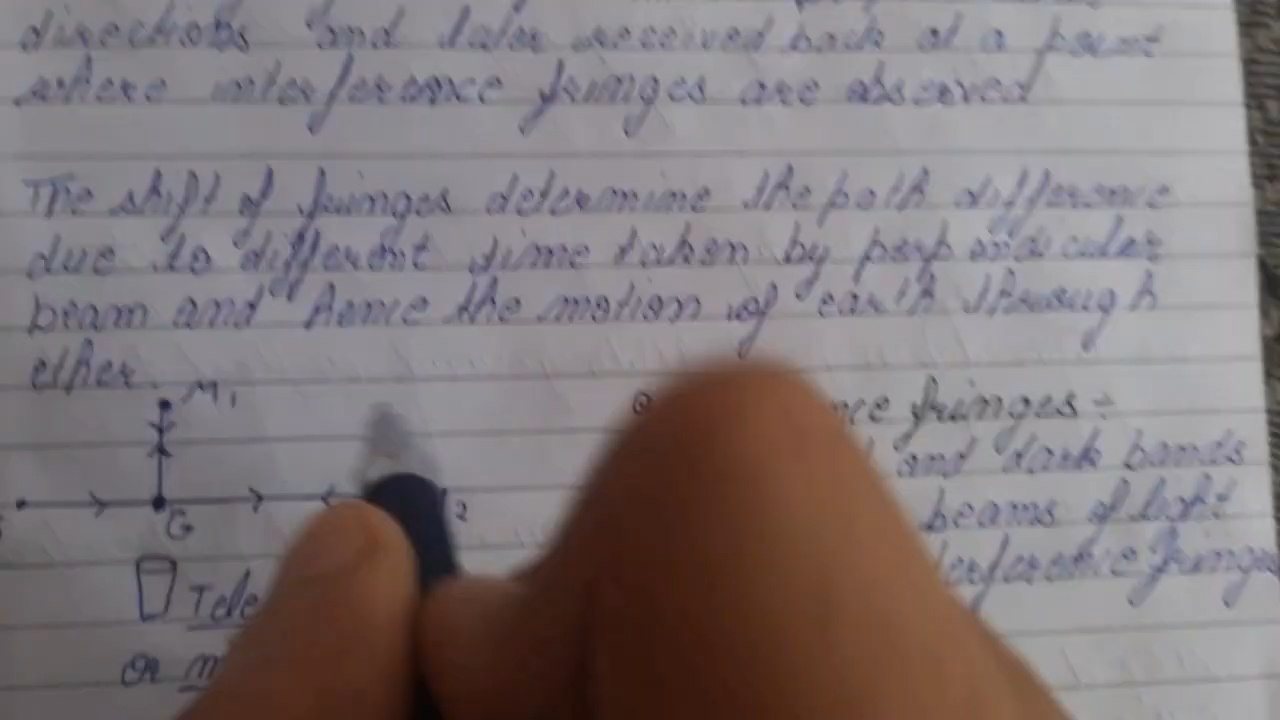 directions and later received back at a point
where interference fringes are observed
The shift of fringes determine the path difference
due to different time taken by perpendicular
beam and hence the motion of earth through
ether.
M1
fringes :-
and dark bands
G
2
beams of light
fringes
Tele
or